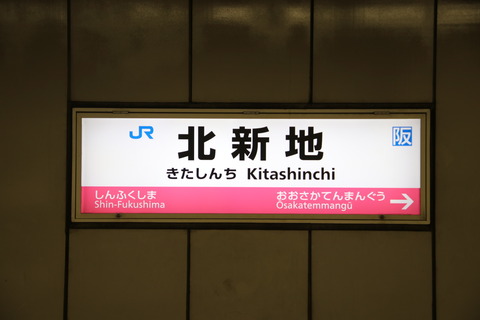 JR 北新地 阪
きたしんち Kitashinchi
しんふくしま おおさかてんまんぐう
Shin-Fukushima Ōsakatemmangū